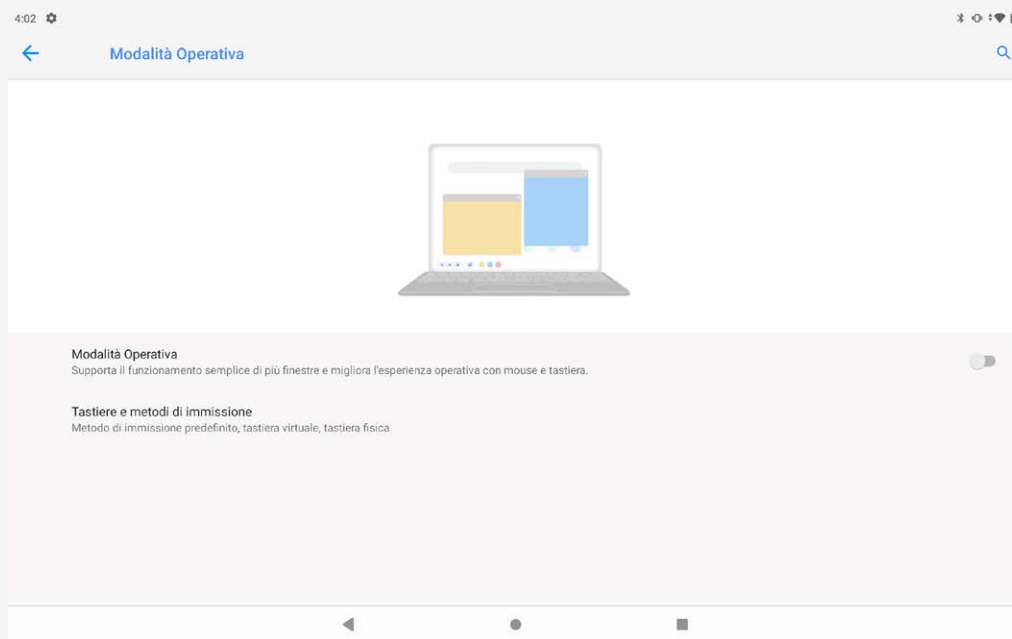 4:02
Modalità Operativa
Modalità Operativa
Supporta il funzionamento semplice di più finestre e migliora l'esperienza operativa con mouse e tastiera.
Tastiere e metodi di immissione
Metodo di immissione predefinito, tastiera virtuale, tastiera fisica